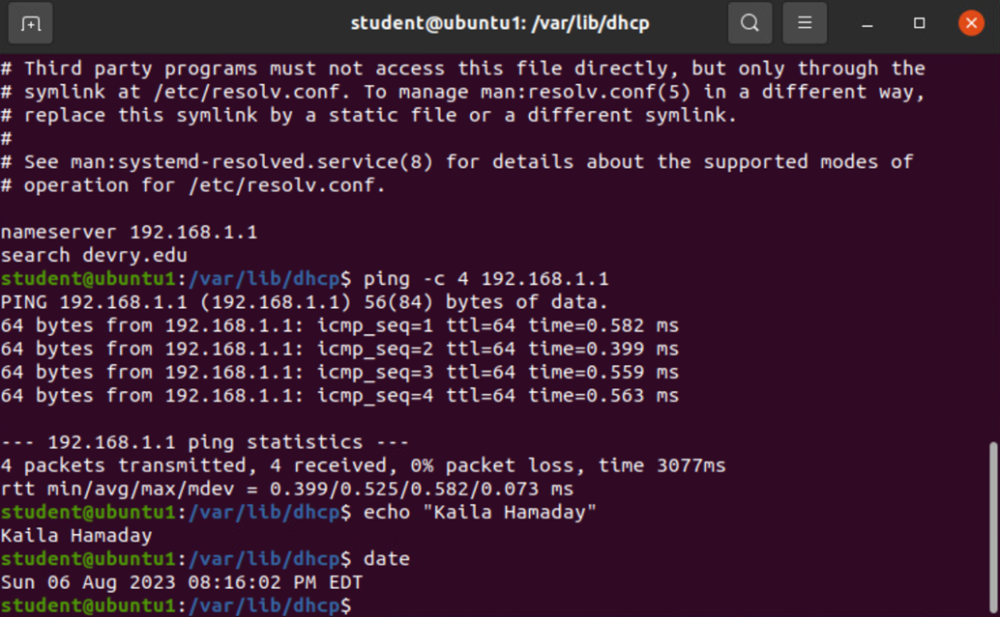 student@ubuntu1: /var/lib/dhcp
# Third party programs must not access this file directly, but only through the
# symlink at /etc/resolv.conf. To manage man:resolv.conf(5) in a different way,
# replace this symlink by a static file or a different symlink.
#
# See man:systemd-resolved.service(8) for details about the supported modes of
# operation for /etc/resolv.conf.
nameserver 192.168.1.1
search devry.edu
student@ubuntu1:/var/lib/dhcp$ ping -c 4 192.168.1.1
PING 192.168.1.1 (192.168.1.1) 56(84) bytes of data.
64 bytes from 192.168.1.1: icmp_seq=1 ttl=64 time=0.582 ms
64 bytes from 192.168.1.1: icmp_seq=2 ttl=64 time=0.399 ms
64 bytes from 192.168.1.1: icmp_seq=3 ttl=64 time=0.559 ms
64 bytes from 192.168.1.1: icmp_seq=4 ttl=64 time=0.563 ms
--- 192.168.1.1 ping statistics ---
4 packets transmitted, 4 received, 0% packet loss, time 3077ms
rtt min/avg/max/mdev = 0.399/0.525/0.582/0.073 ms
student@ubuntu1:/var/lib/dhcp$ echo "Kaila Hamaday"
Kaila Hamaday
student@ubuntu1:/var/lib/dhcp$ date
Sun 06 Aug 2023 08:16:02 PM EDT
student@ubuntu1:/var/lib/dhcp$